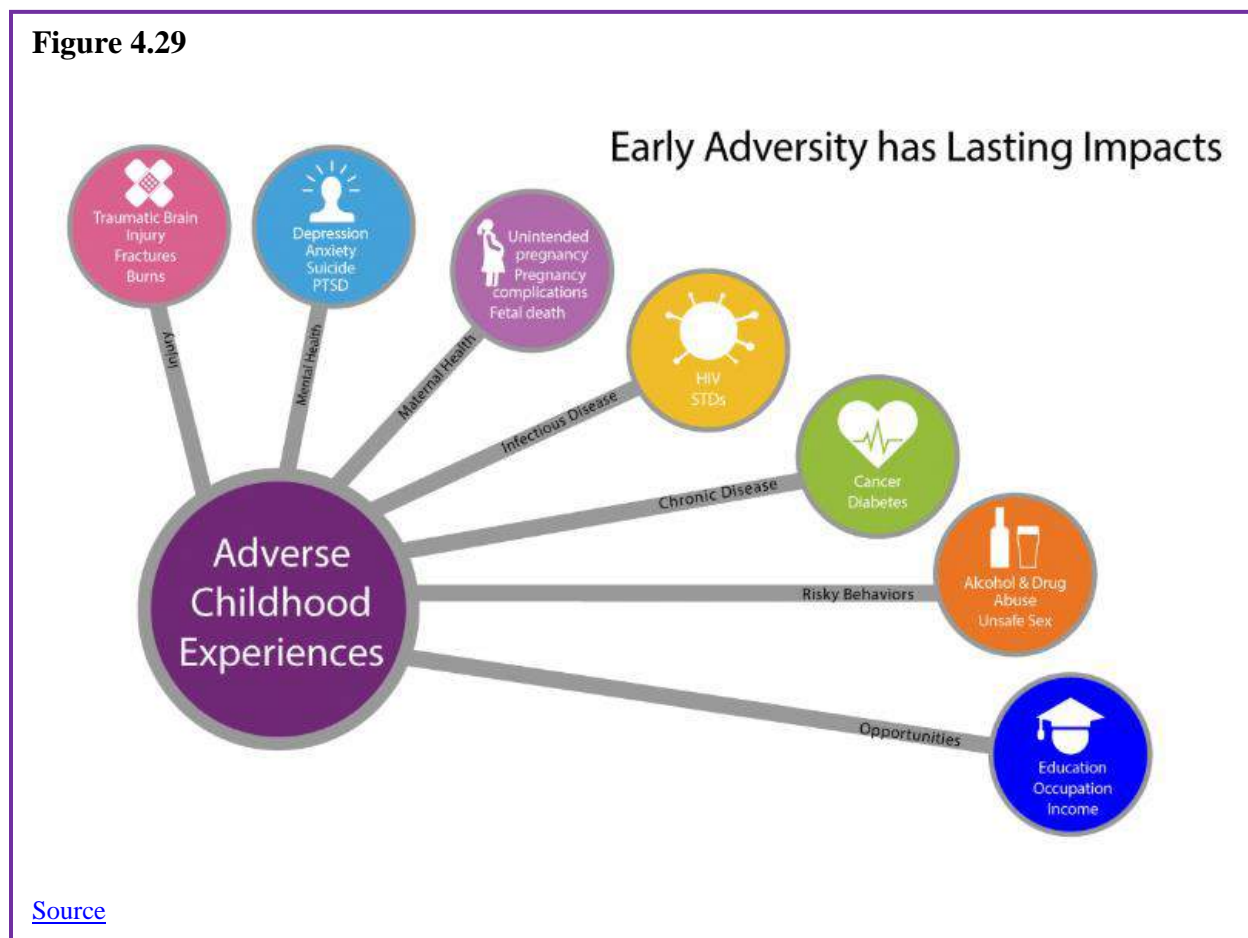 Figure 4.29
Early Adversity has Lasting Impacts
Traumatic Brain
Injury
Fractures
Burns
Injury
Depression
Anxiety
Suicide
PTSD
Mental Health
Unintended
pregnancy
Pregnancy
complications
Fetal death
Maternal Health
HIV
STDs
Infectious Disease
Cancer
Diabetes
Chronic Disease
Alcohol & Drug
Abuse
Unsafe Sex
Risky Behaviors
Education
Occupation
Income
Opportunities
Adverse
Childhood
Experiences
Source